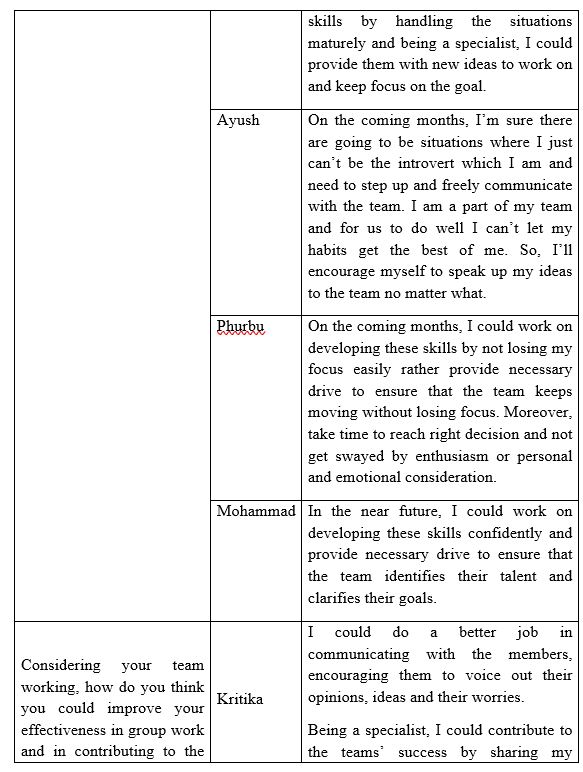 skills by handling the situations
maturely and being a specialist, I could
provide them with new ideas to work on
and keep focus on the goal.
Ayush
On the coming months, I'm sure there
are going to be situations where I just
can't be the introvert which I am and
need to step up and freely communicate
with the team. I am a part of my team
and for us to do well I can't let my
habits get the best of me. So, I'll
encourage myself to speak up my ideas
to the team no matter what.
Phurbu
On the coming months, I could work on
developing these skills by not losing my
focus easily rather provide necessary
drive to ensure that the team keeps
moving without losing focus. Moreover,
take time to reach right decision and not
get swayed by enthusiasm or personal
and emotional consideration.
Mohammad
In the near future, I could work on
developing these skills confidently and
provide necessary drive to ensure that
the team identifies their talent and
clarifies their goals.
Considering your team
working, how do you think
you could improve your
effectiveness in group work
and in contributing to the
Kritika
I could do a better job in
communicating with the members,
encouraging them to voice out their
opinions, ideas and their worries.
Being a specialist, I could contribute to
the teams' success by sharing my